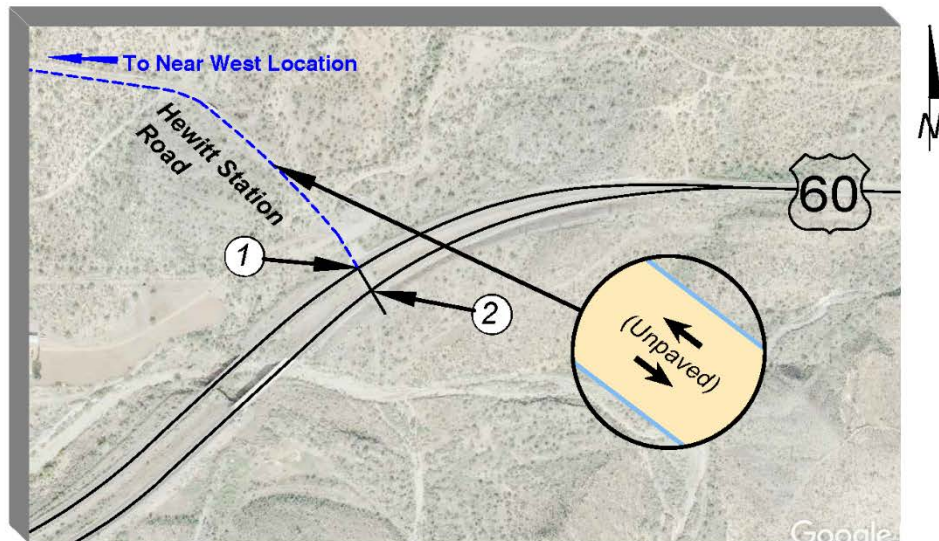 To Near West Location
N
Hewitt Station
Road
60
1
2
(Unpaved)
Google